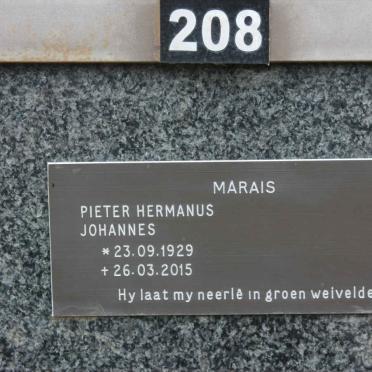 208
MARAIS
PIETER HERMANUS
JOHANNES
* 23.09.1929
+ 26.03.2015
Hy laat my neerlê in groen weivelde